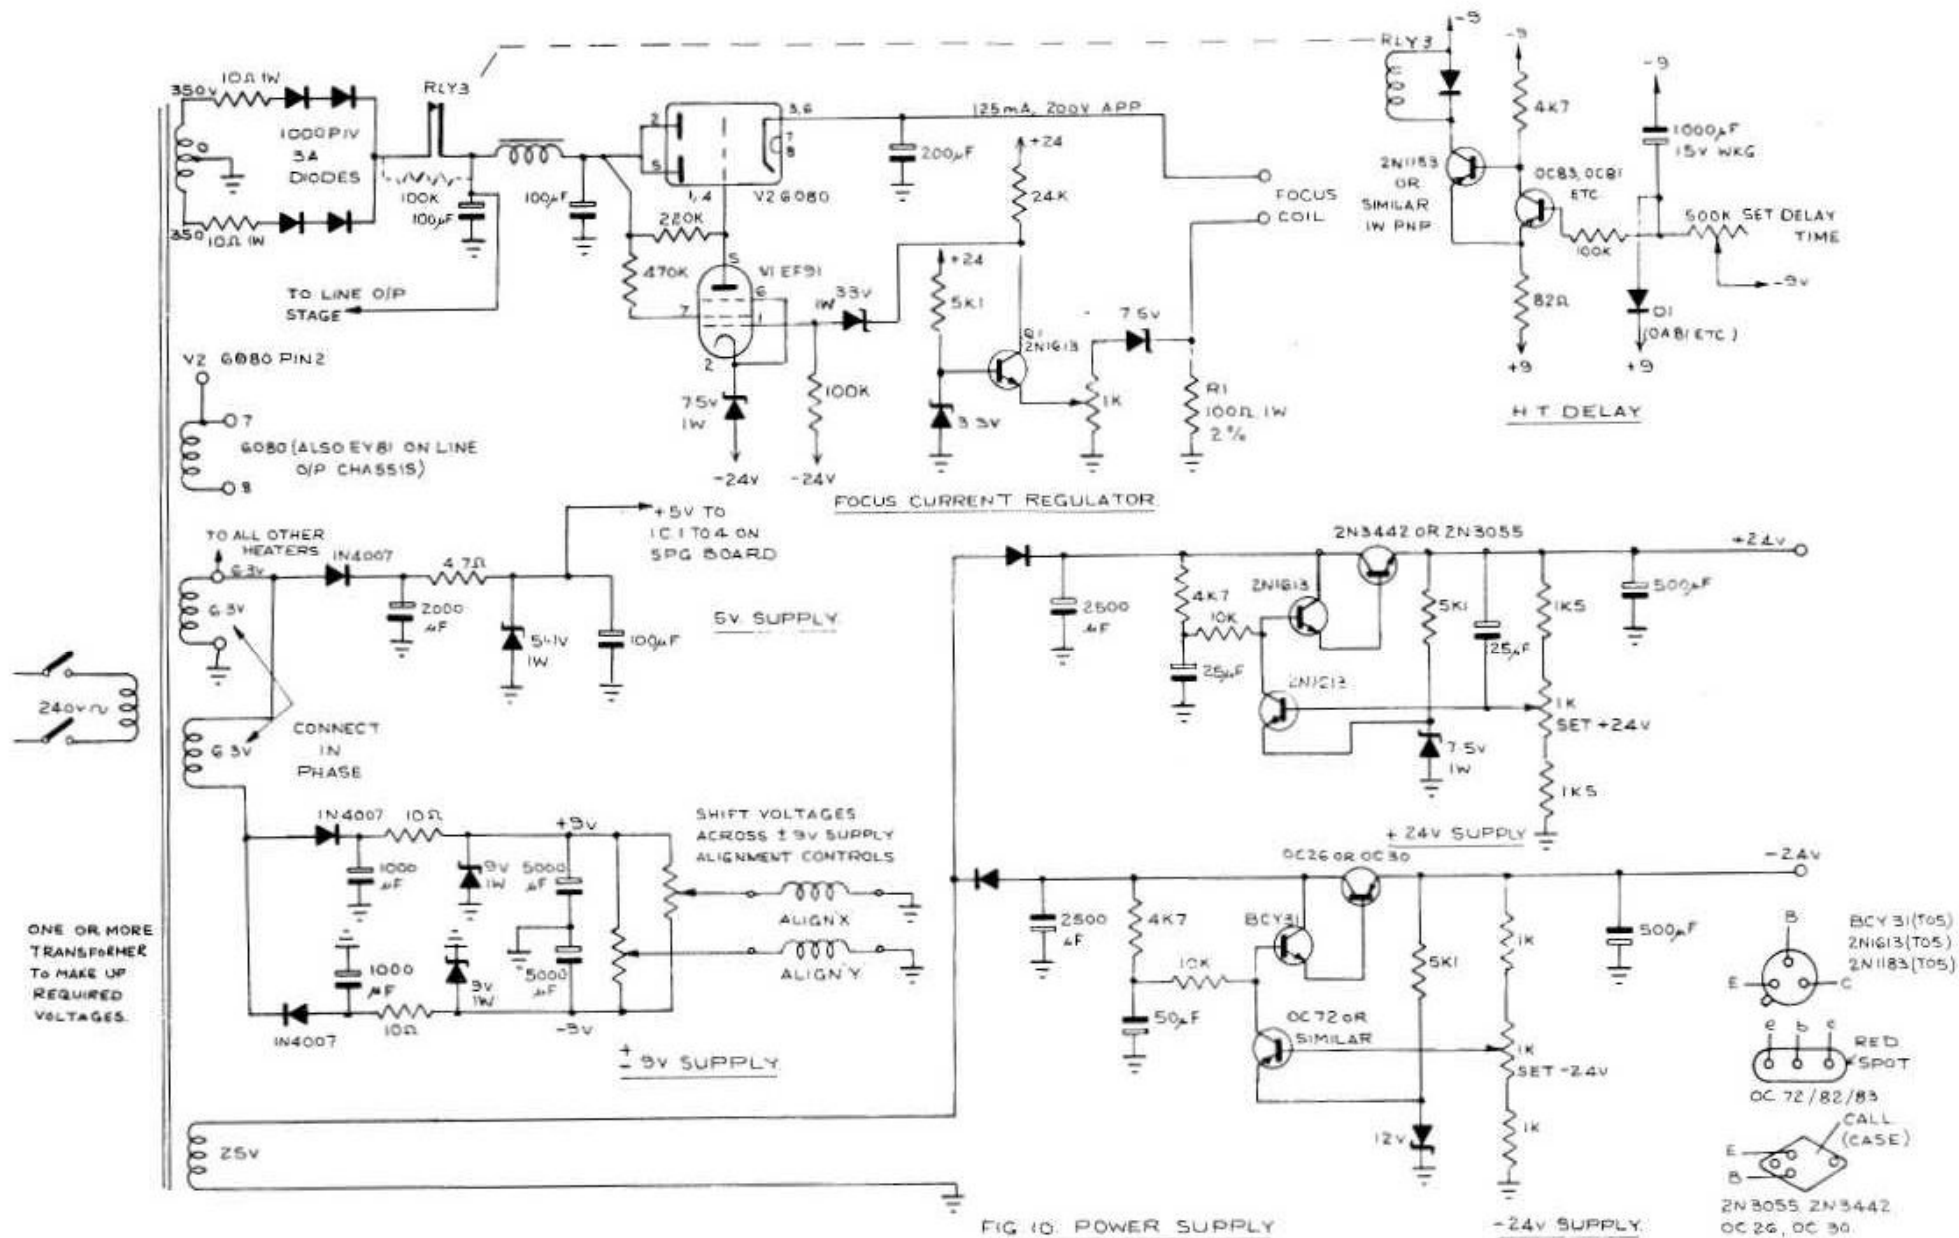 350V
10Ω 1W
1000PIV
3A
DIODES
0
350
10Ω 1W
RLY3
100K
100µF
TO LINE O/P
STAGE
100µF
2
5
3,6
7
8
1,4
V2 6080
220K
470K
5
V1 EF91
6
7
1
2
7.5V
1W
-24V
33V
1W
100K
-24V
200µF
125mA, 200V APP
+24
24K
+24
5K1
3.3V
Q1
2N1613
1K
7.5V
R1
100Ω 1W
2%
FOCUS
COIL
FOCUS CURRENT REGULATOR
RLY3
-9
-9
4K7
2N1183
OR
SIMILAR
1W PNP
OC83, OC81
ETC.
-9
1000µF
15V WKG
500K SET DELAY
TIME
100K
-9V
82Ω
D1
(OA81 ETC)
+9
+9
HT DELAY
V2 6080 PIN2
7
6080 (ALSO EY81 ON LINE
O/P CHASSIS)
8
TO ALL OTHER
HEATERS
6.3V
1N4007
4.7Ω
+5V TO
IC1 TO 4 ON
SPG BOARD
6.3V
2000
µF
5.1V
1W
100µF
5V SUPPLY
240V~
6.3V
CONNECT
IN
PHASE
1N4007
10Ω
+9V
1000
µF
9V
1W
5000
µF
SHIFT VOLTAGES
ACROSS ± 9V SUPPLY
ALIGNMENT CONTROLS
ALIGN X
1000
µF
9V
1W
5000
µF
ALIGN Y
1N4007
10Ω
-9V
± 9V SUPPLY
ONE OR MORE
TRANSFORMER
TO MAKE UP
REQUIRED
VOLTAGES.
25V
2N3442 OR 2N3055
+24V
2500
µF
4K7
10K
2N1613
5K1
1K5
500µF
25µF
25µF
2N1613
1K
SET +24V
7.5V
1W
1K5
+24V SUPPLY
OC26 OR OC30
-24V
2500
µF
4K7
BCY31
1K
500µF
10K
5K1
50µF
OC72 OR
SIMILAR
1K
SET -24V
12V
1K
B
E
C
BCY31(TO5)
2N1613(TO5)
2N1183(TO5)
e b c
RED
SPOT
OC 72/82/83
CALL
(CASE)
E
B
2N3055 2N3442
OC26, OC30.
FIG 10. POWER SUPPLY
-24V SUPPLY